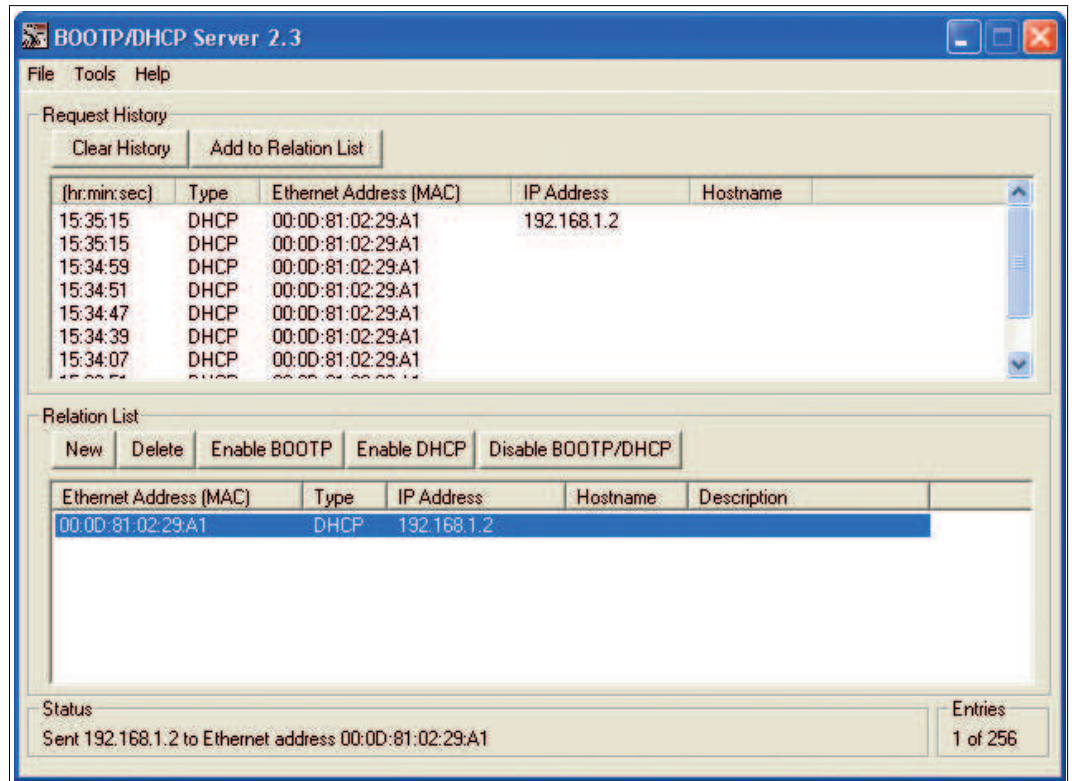 BOOTP/DHCP Server 2.3
File Tools Help
Request History
Clear History Add to Relation List
(hr:min:sec) Type Ethernet Address (MAC) IP Address Hostname
15:35:15 DHCP 00:0D:81:02:29:A1 192.168.1.2
15:35:15 DHCP 00:0D:81:02:29:A1
15:34:59 DHCP 00:0D:81:02:29:A1
15:34:51 DHCP 00:0D:81:02:29:A1
15:34:47 DHCP 00:0D:81:02:29:A1
15:34:39 DHCP 00:0D:81:02:29:A1
15:34:07 DHCP 00:0D:81:02:29:A1
Relation List
New Delete Enable BOOTP Enable DHCP Disable BOOTP/DHCP
Ethernet Address (MAC) Type IP Address Hostname Description
00:0D:81:02:29:A1 DHCP 192.168.1.2
Status Entries
Sent 192.168.1.2 to Ethernet address 00:0D:81:02:29:A1 1 of 256